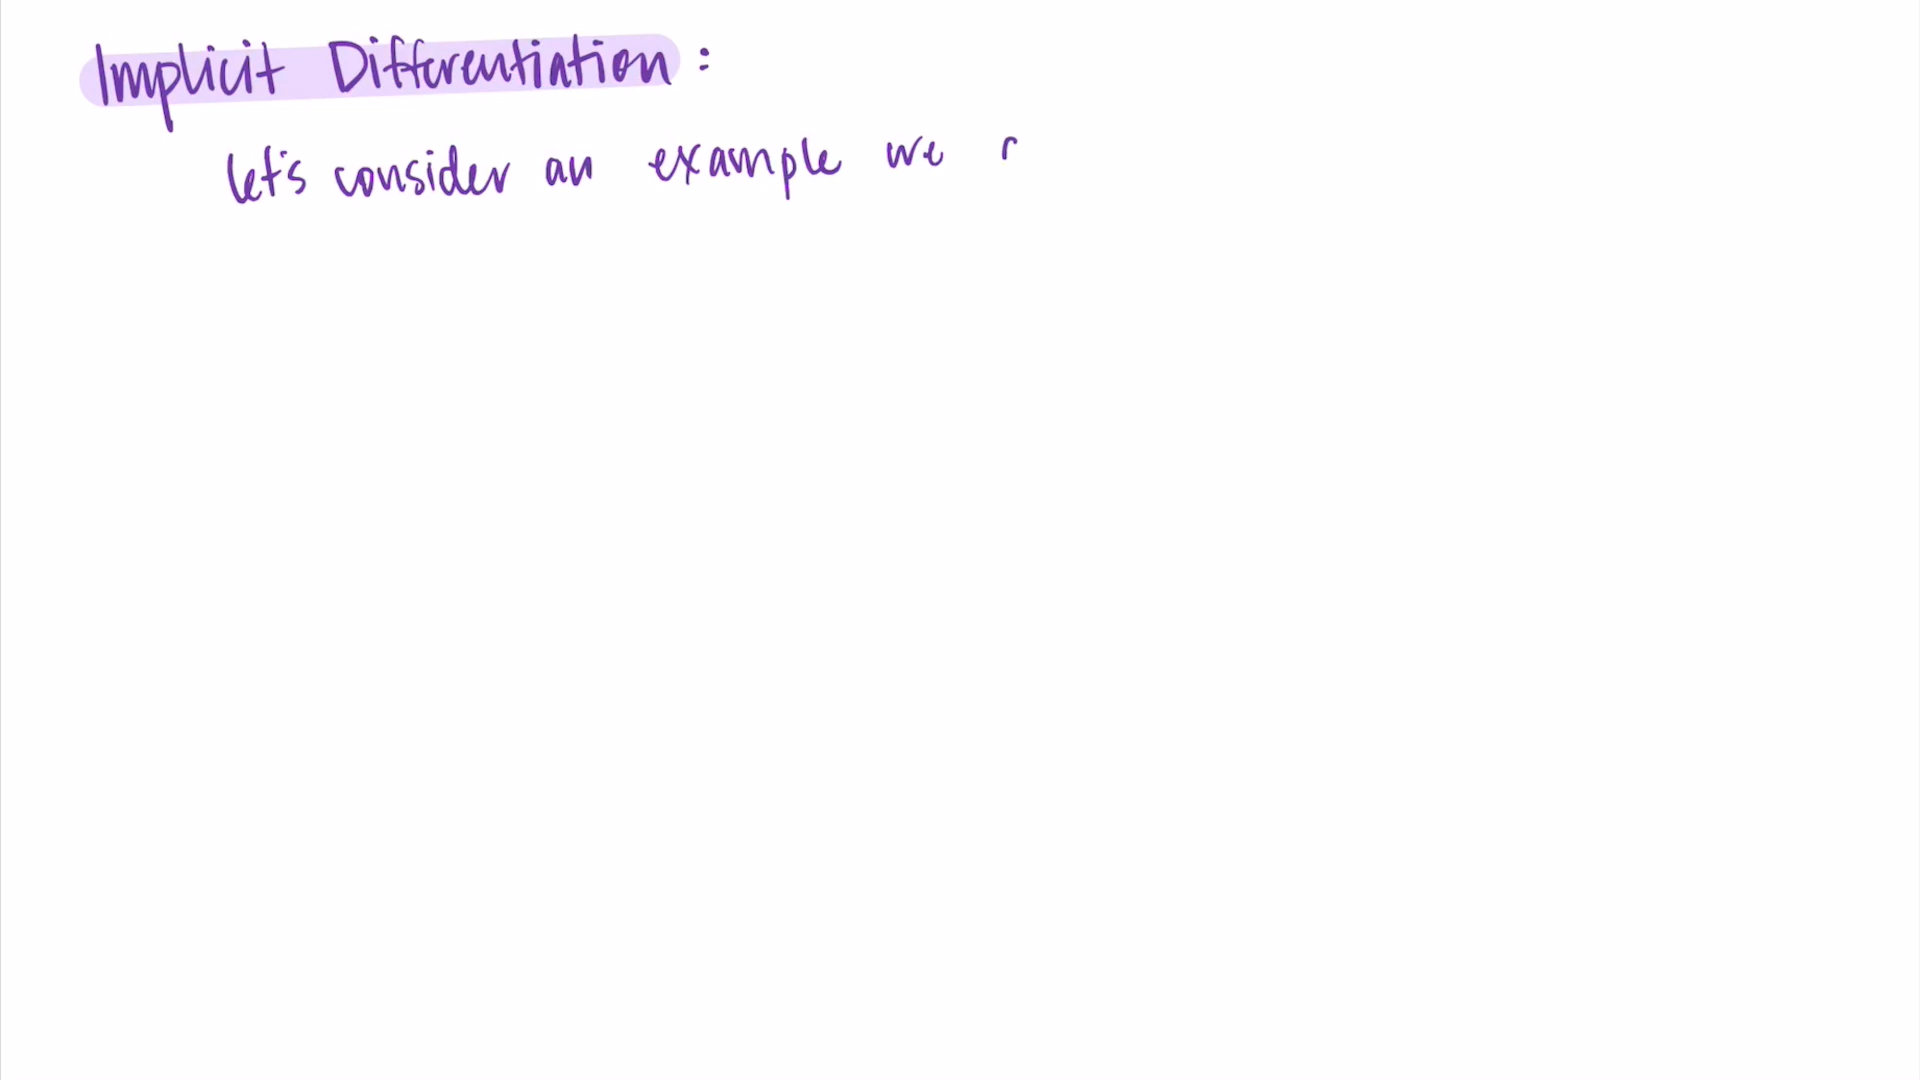 Implicit Differentiation :
let's consider an example we